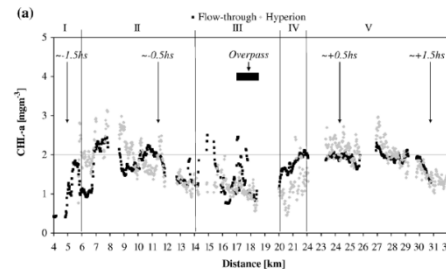 (a)
▪ Flow-through ▫ Hyperion
I II III IV V
~-1.5hs ~-0.5hs Overpass ~+0.5hs ~+1.5hs
5
4
3
2
1
0
CHL-a [mgm⁻³]
4 5 6 7 8 9 10 11 12 13 14 15 16 17 18 19 20 21 22 23 24 25 26 27 28 29 30 31
Distance [km]